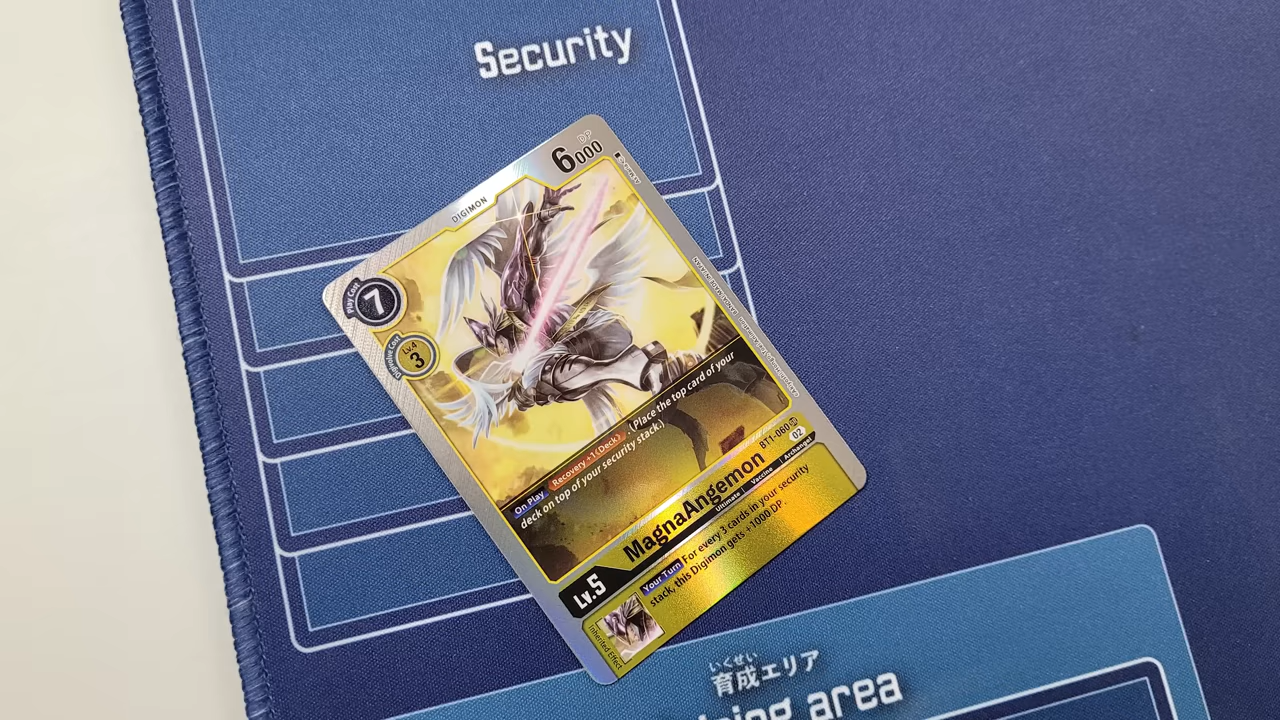 Security
DP
6000
DIGIMON
Play Cost
7
Digivolve Cost
Lv.4
3
On Play Recovery +1 《Deck》. (Place the top card of your
deck on top of your security stack.)
BT1-060 SR
02
MagnaAngemon
Ultimate Vaccine Archangel
Lv.5
Your Turn For every 3 cards in your security
stack, this Digimon gets +1000 DP.
Inherited Effect
いくせい
育成エリア
area